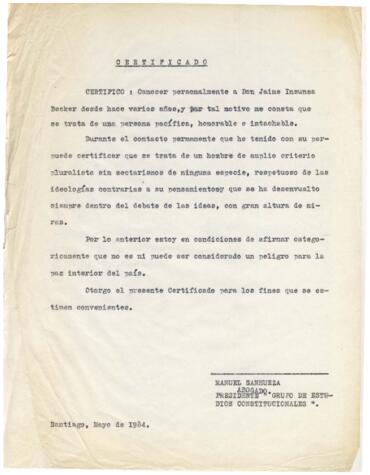 CERTIFICADO
CERTIFICO : Conocer personalmente a Don Jaime Insunza
Becker desde hace varios años, y por tal motivo me consta que
se trata de una persona pacífica, honorable e intachable.
Durante el contacto permanente que he tenido con su per-
puede certificar que se trata de un hombre de amplio criterio
pluralista sin sectarismos de ninguna especie, respetuoso de las
ideologías contrarias a su pensamientomy que se ha desenvuelto
siempre dentro del debate de las ideas, con gran altura de mi-
ras.
Por lo anterior estoy en condiciones de afirmar categó-
ricamente que no es ni puede ser considerado un peligro para la
paz interior del país.
Otorgo el presente Certificado para los fines que se es-
timen convenientes.
MANUEL SANHUEZA
ABOGADO.
PRESIDENTE " GRUPO DE ESTU-
DIOS CONSTITUCIONALES ".
Santiago, Mayo de 1984.